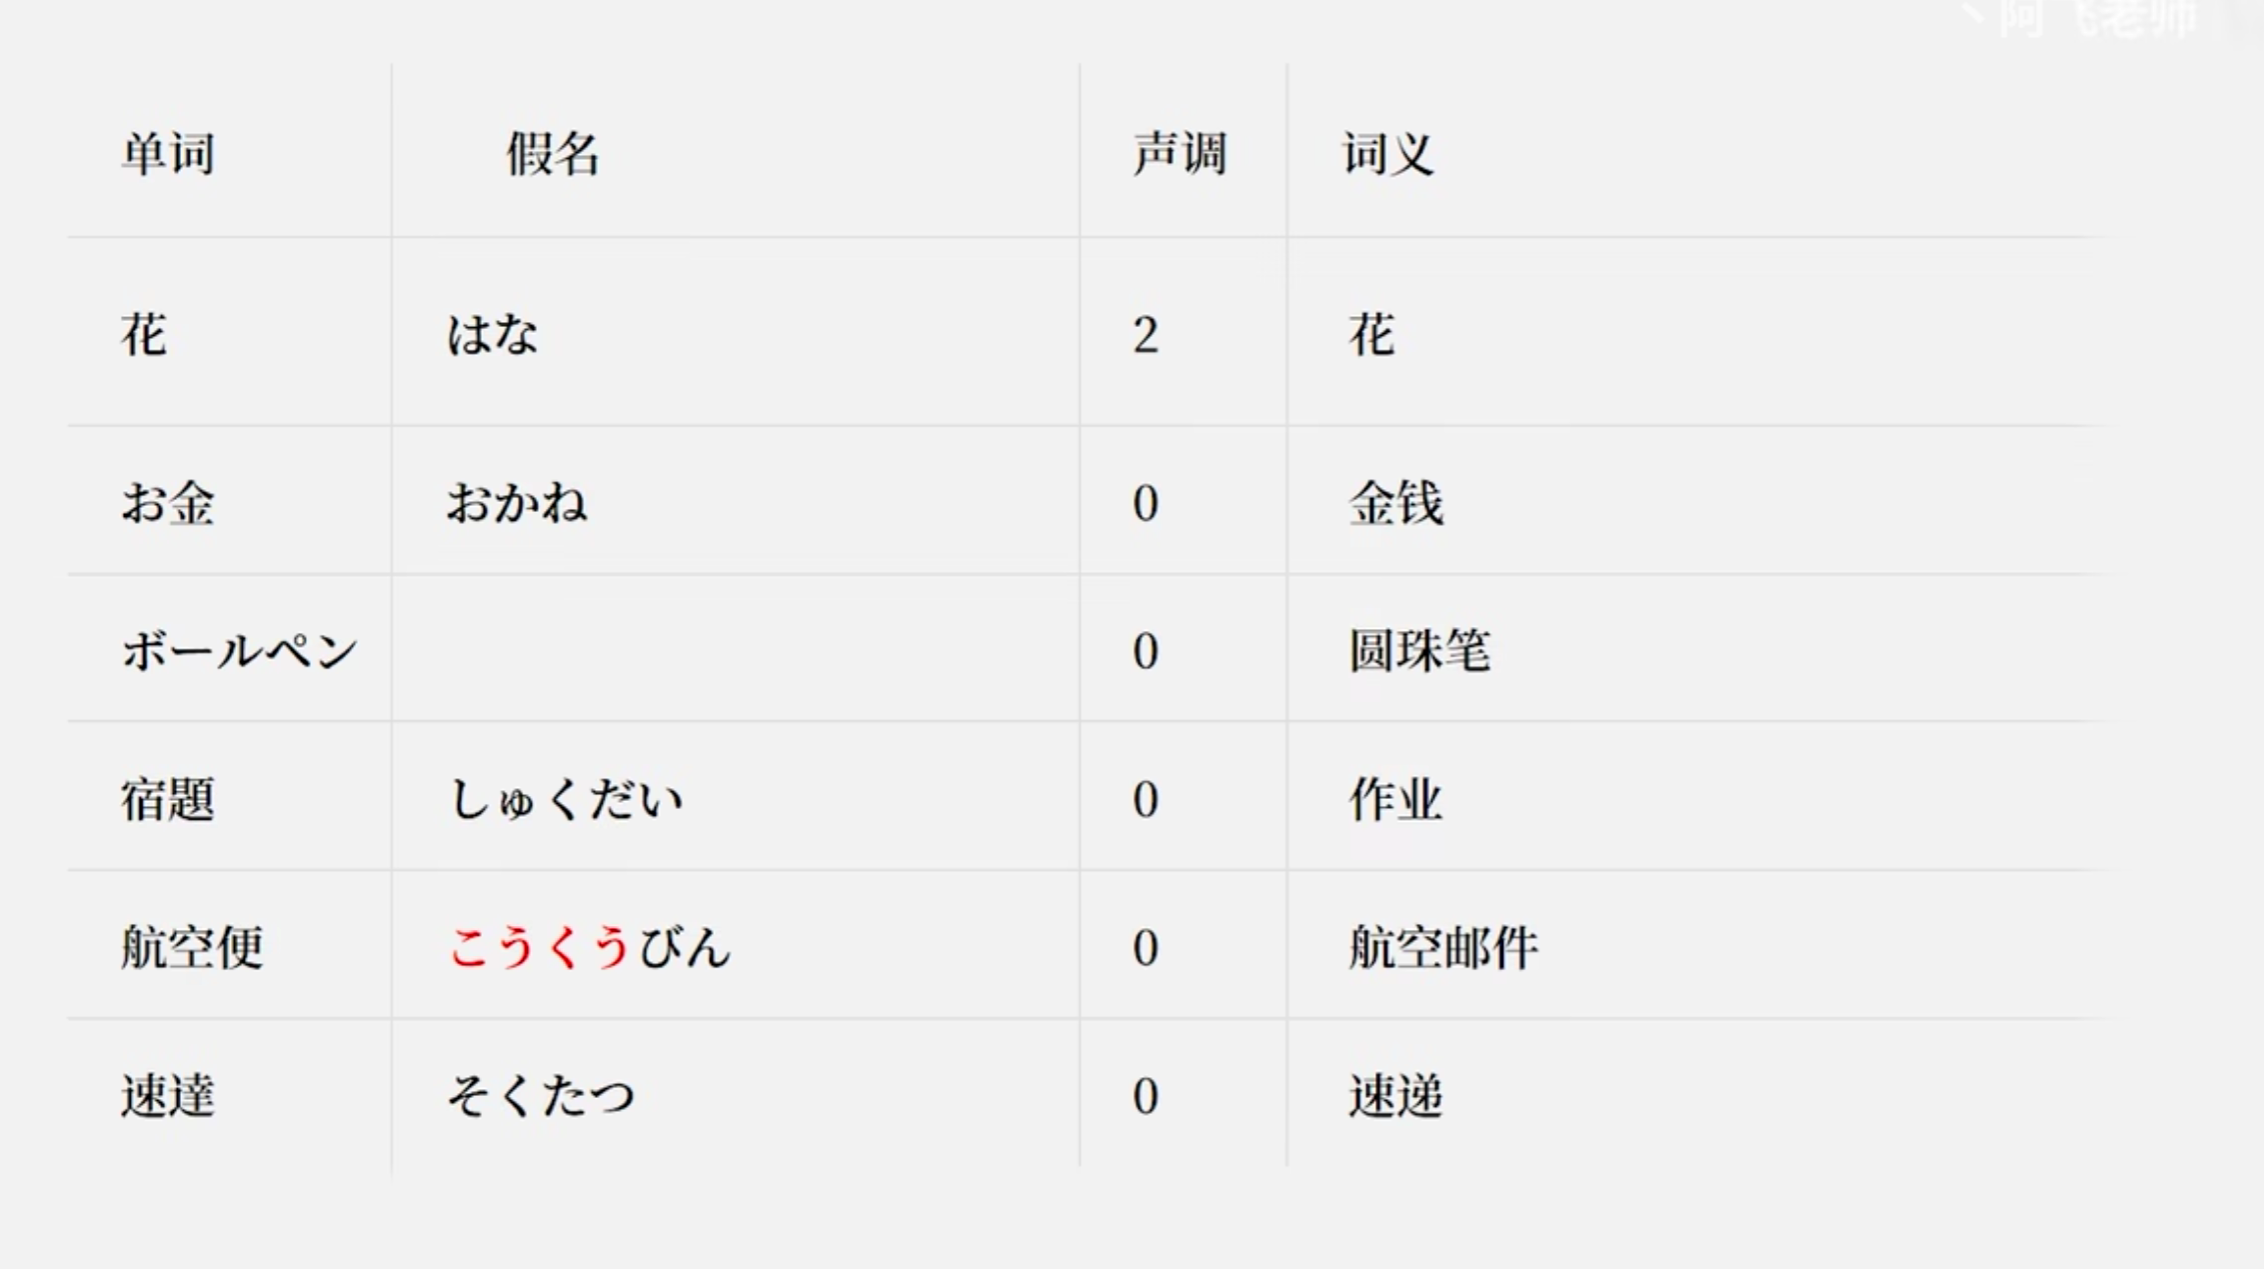 阿飞老师
单词 假名 声调 词义
花 はな 2 花
お金 おかね 0 金钱
ボールペン 0 圆珠笔
宿題 しゅくだい 0 作业
航空便 こうくうびん 0 航空邮件
速達 そくたつ 0 速递